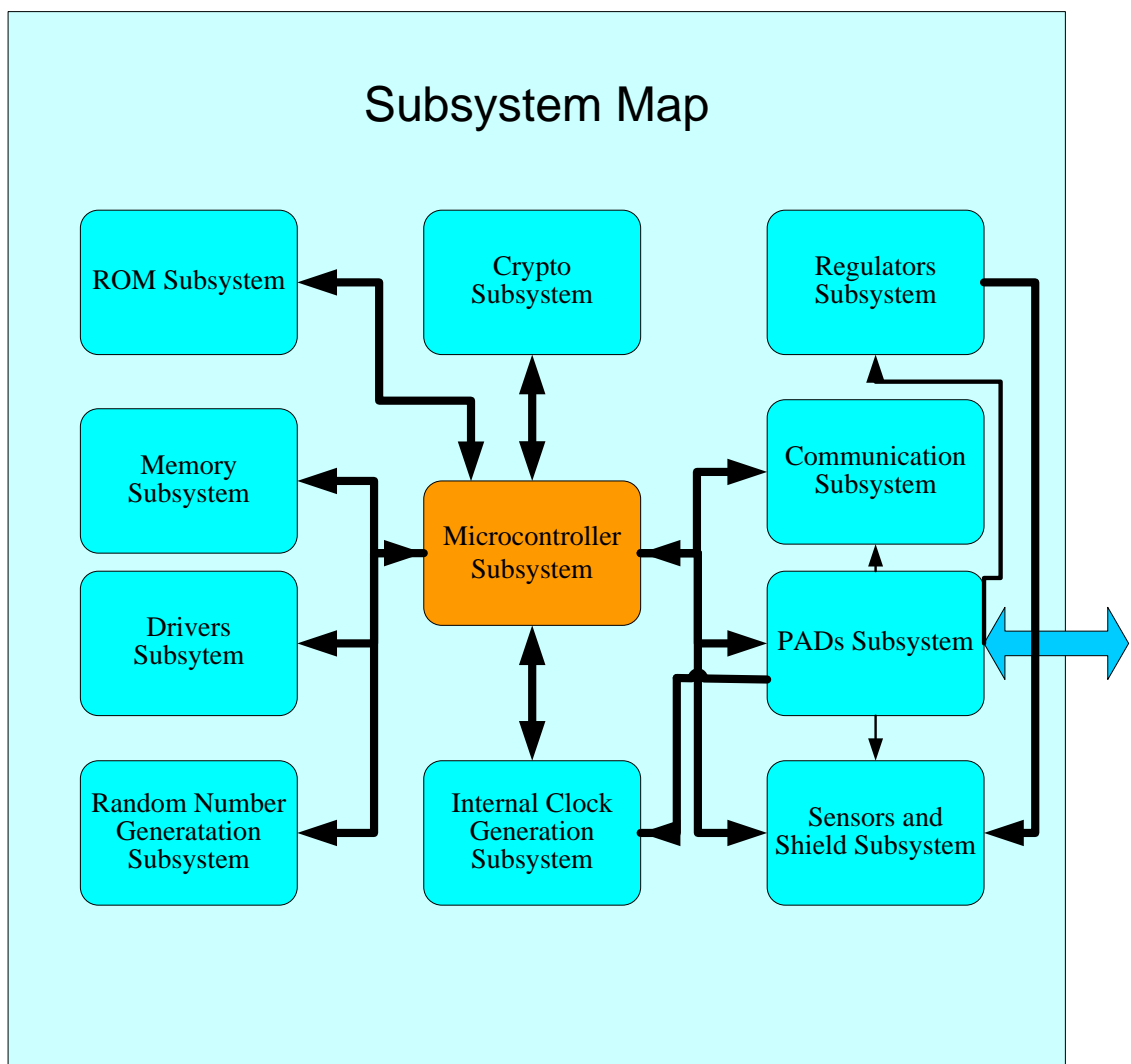 Subsystem Map
ROM Subsystem
Crypto
Subsystem
Regulators
Subsystem
Memory
Subsystem
Communication
Subsystem
Microcontroller
Subsystem
Drivers
Subsytem
PADs Subsystem
Random Number
Generatation
Subsystem
Internal Clock
Generation
Subsystem
Sensors and
Shield Subsystem